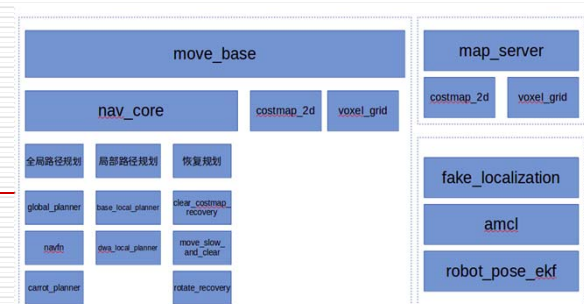 move_base
map_server
nav_core
costmap_2d
voxel_grid
costmap_2d
voxel_grid
全局路径规划
局部路径规划
恢复规划
global_planner
base_local_planner
clear_costmap_
recovery
navfn
dwa_local_planner
move_slow_
and_clear
carrot_planner
rotate_recovery
fake_localization
amcl
robot_pose_ekf